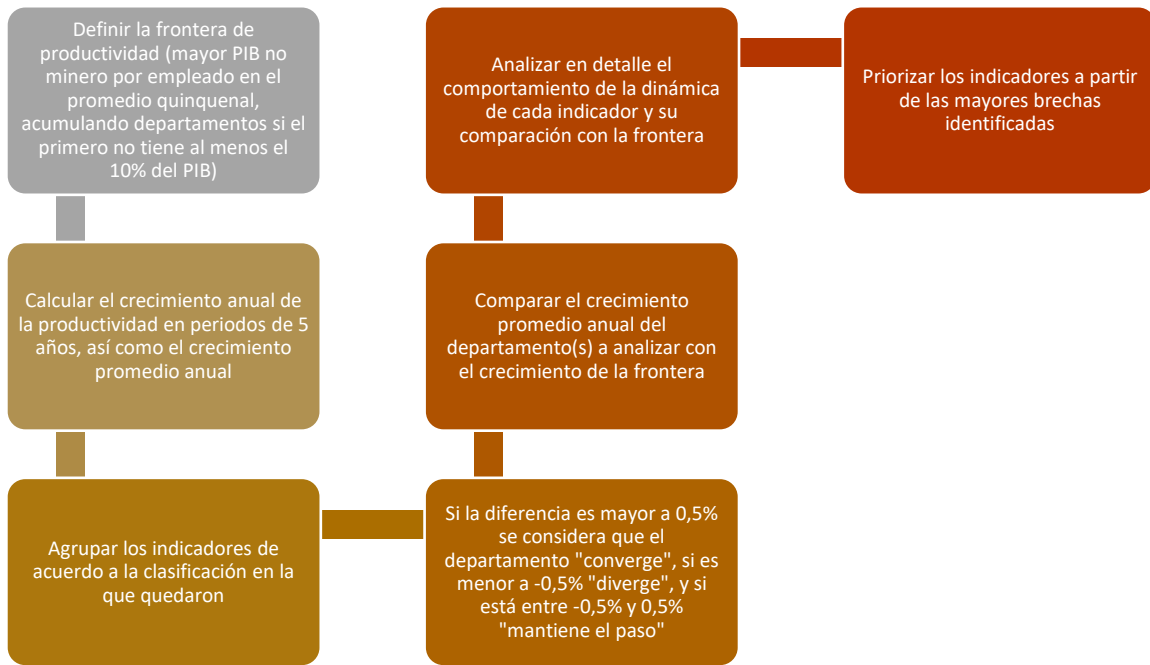 Definir la frontera de
productividad (mayor PIB no
minero por empleado en el
promedio quinquenal,
acumulando departamentos si el
primero no tiene al menos el
10% del PIB)
Calcular el crecimiento anual de
la productividad en periodos de 5
años, así como el crecimiento
promedio anual
Agrupar los indicadores de
acuerdo a la clasificación en la
que quedaron
Si la diferencia es mayor a 0,5%
se considera que el
departamento "converge", si es
menor a -0,5% "diverge", y si
está entre -0,5% y 0,5%
"mantiene el paso"
Comparar el crecimiento
promedio anual del
departamento(s) a analizar con
el crecimiento de la frontera
Analizar en detalle el
comportamiento de la dinámica
de cada indicador y su
comparación con la frontera
Priorizar los indicadores a partir
de las mayores brechas
identificadas